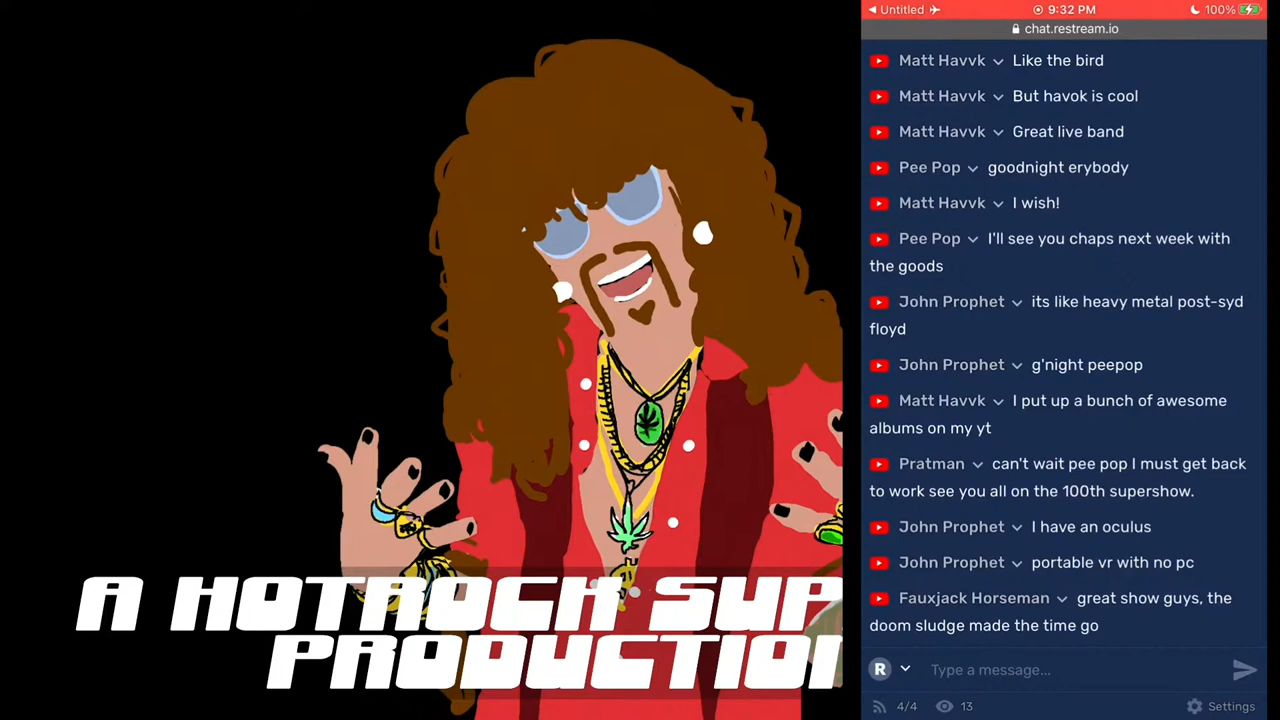 Untitled
9:32 PM
100%
chat.restream.io
Matt Havvk Like the bird
Matt Havvk But havok is cool
Matt Havvk Great live band
Pee Pop goodnight erybody
Matt Havvk I wish!
Pee Pop I'll see you chaps next week with
the goods
John Prophet its like heavy metal post-syd
floyd
John Prophet g'night peepop
Matt Havvk I put up a bunch of awesome
albums on my yt
Pratman can't wait pee pop I must get back
to work see you all on the 100th supershow.
John Prophet I have an oculus
John Prophet portable vr with no pc
Fauxjack Horseman great show guys, the
doom sludge made the time go
R Type a message...
4/4 13 Settings
A HOTROCK SUP
PRODUCTION